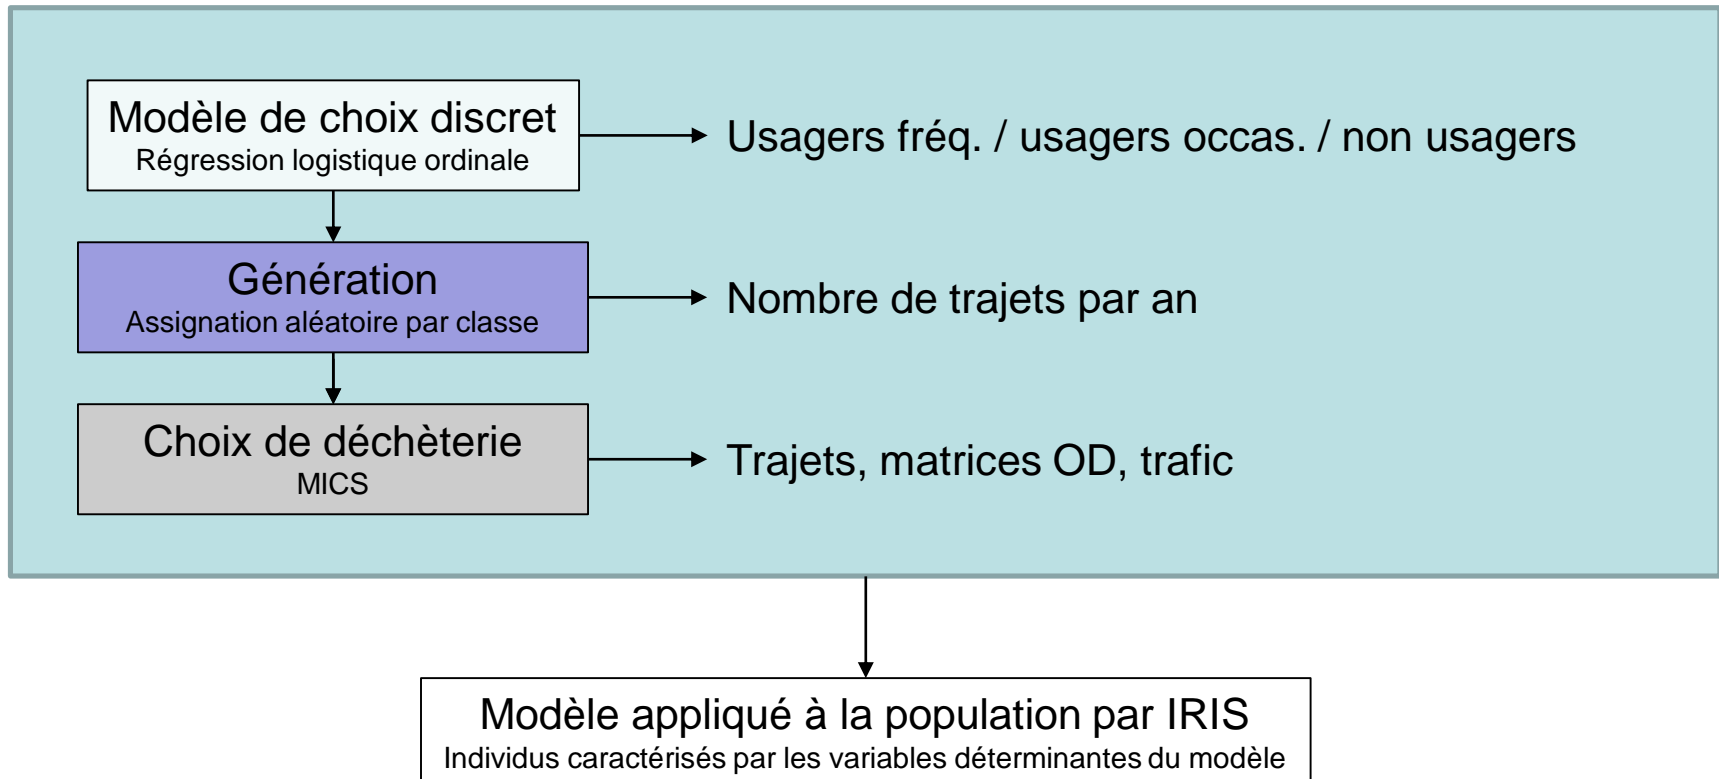 Modèle de choix discret
Régression logistique ordinale
Usagers fréq. / usagers occas. / non usagers
Génération
Assignation aléatoire par classe
Nombre de trajets par an
Choix de déchèterie
MICS
Trajets, matrices OD, trafic
Modèle appliqué à la population par IRIS
Individus caractérisés par les variables déterminantes du modèle